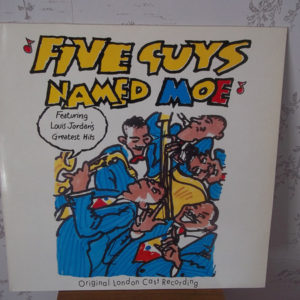 FIVE GUYS
NAMED MOE
Featuring
Louis Jordan's
Greatest Hits
Original London Cast Recording